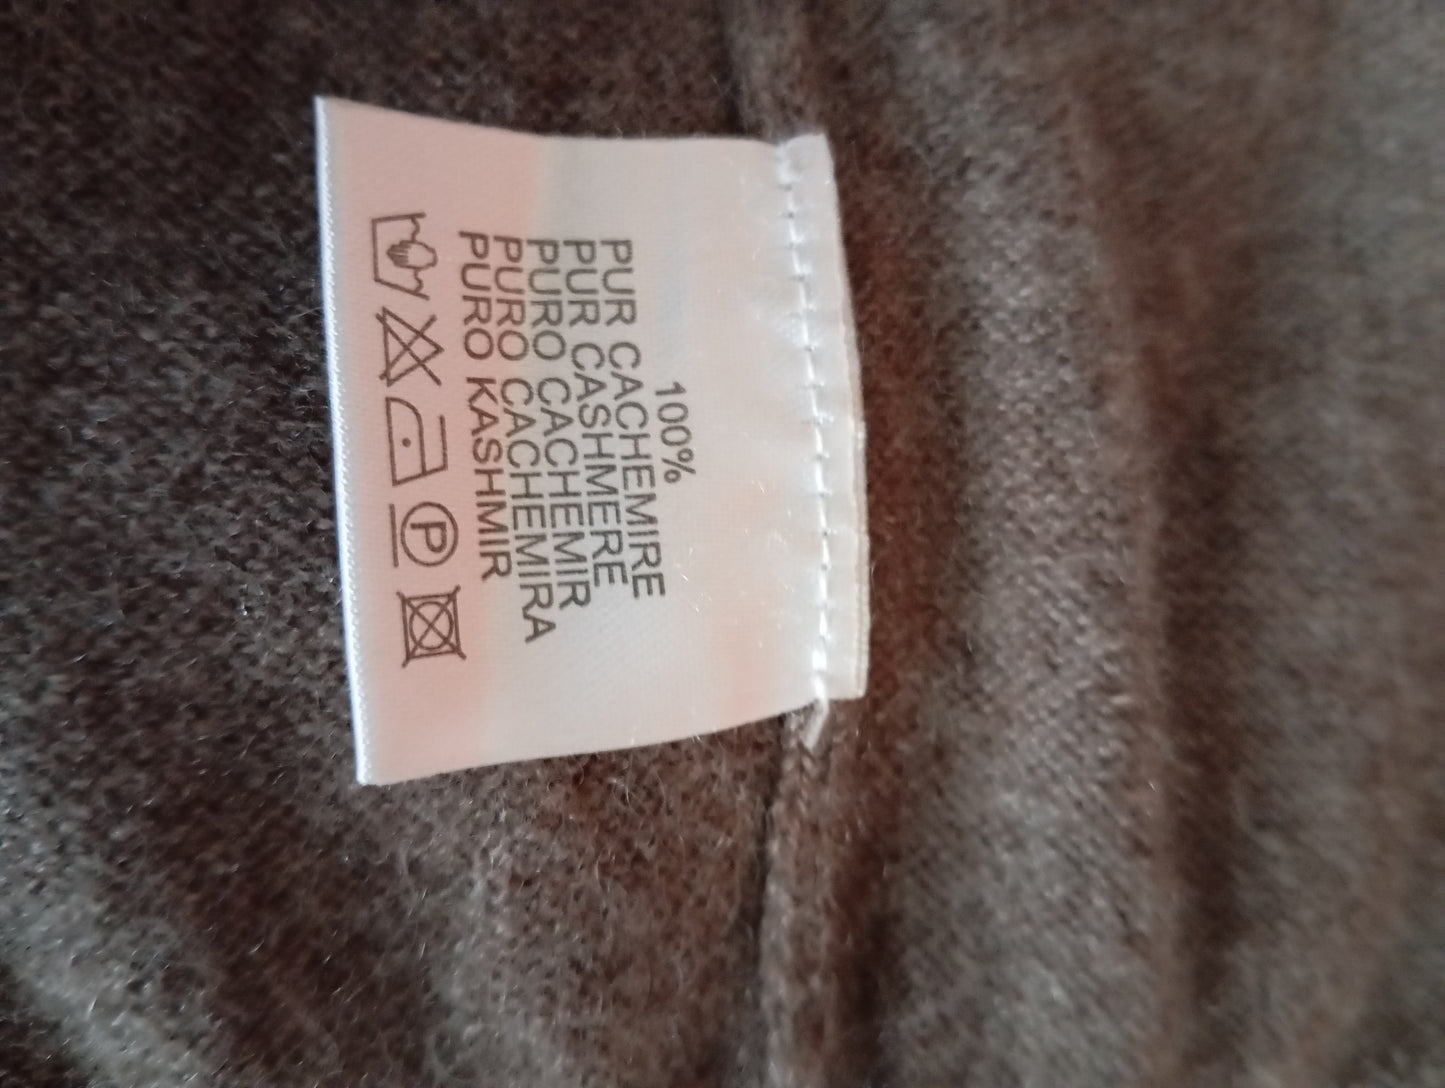 100%
PUR CACHEMIRE
PUR CASHMERE
PURO CACHEMIR
PURO CACHEMIRA
PURO KASHMIR
P